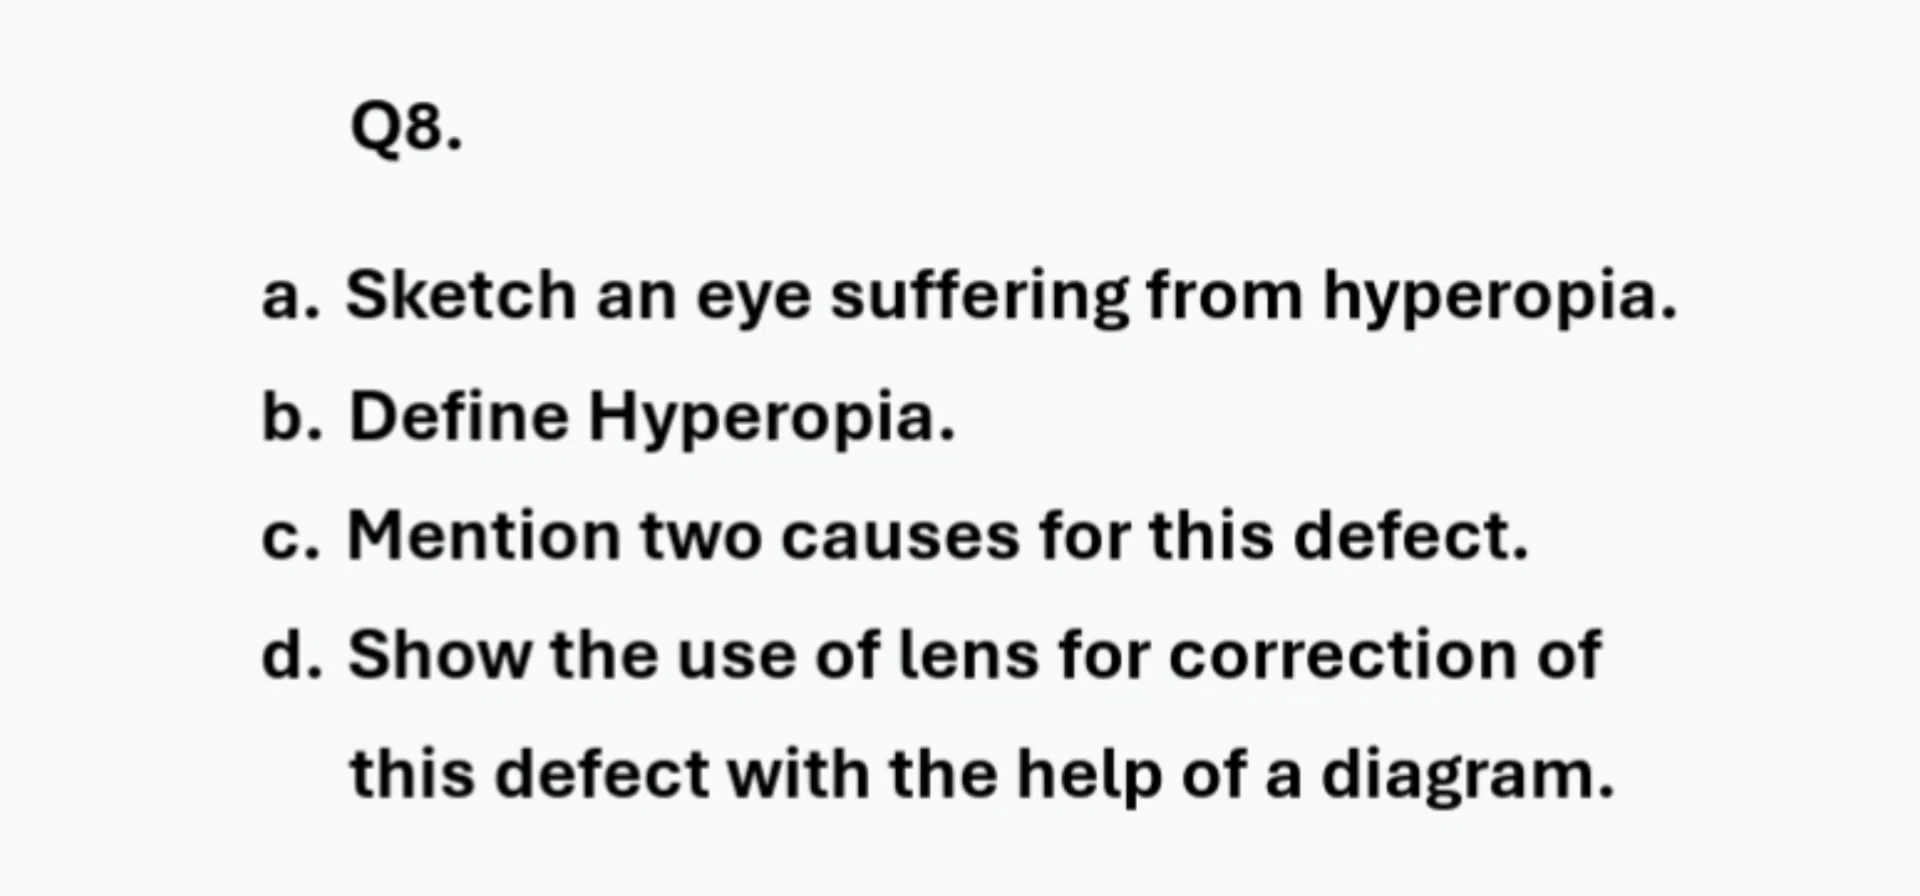 Q8.
a. Sketch an eye suffering from hyperopia.
b. Define Hyperopia.
c. Mention two causes for this defect.
d. Show the use of lens for correction of
this defect with the help of a diagram.